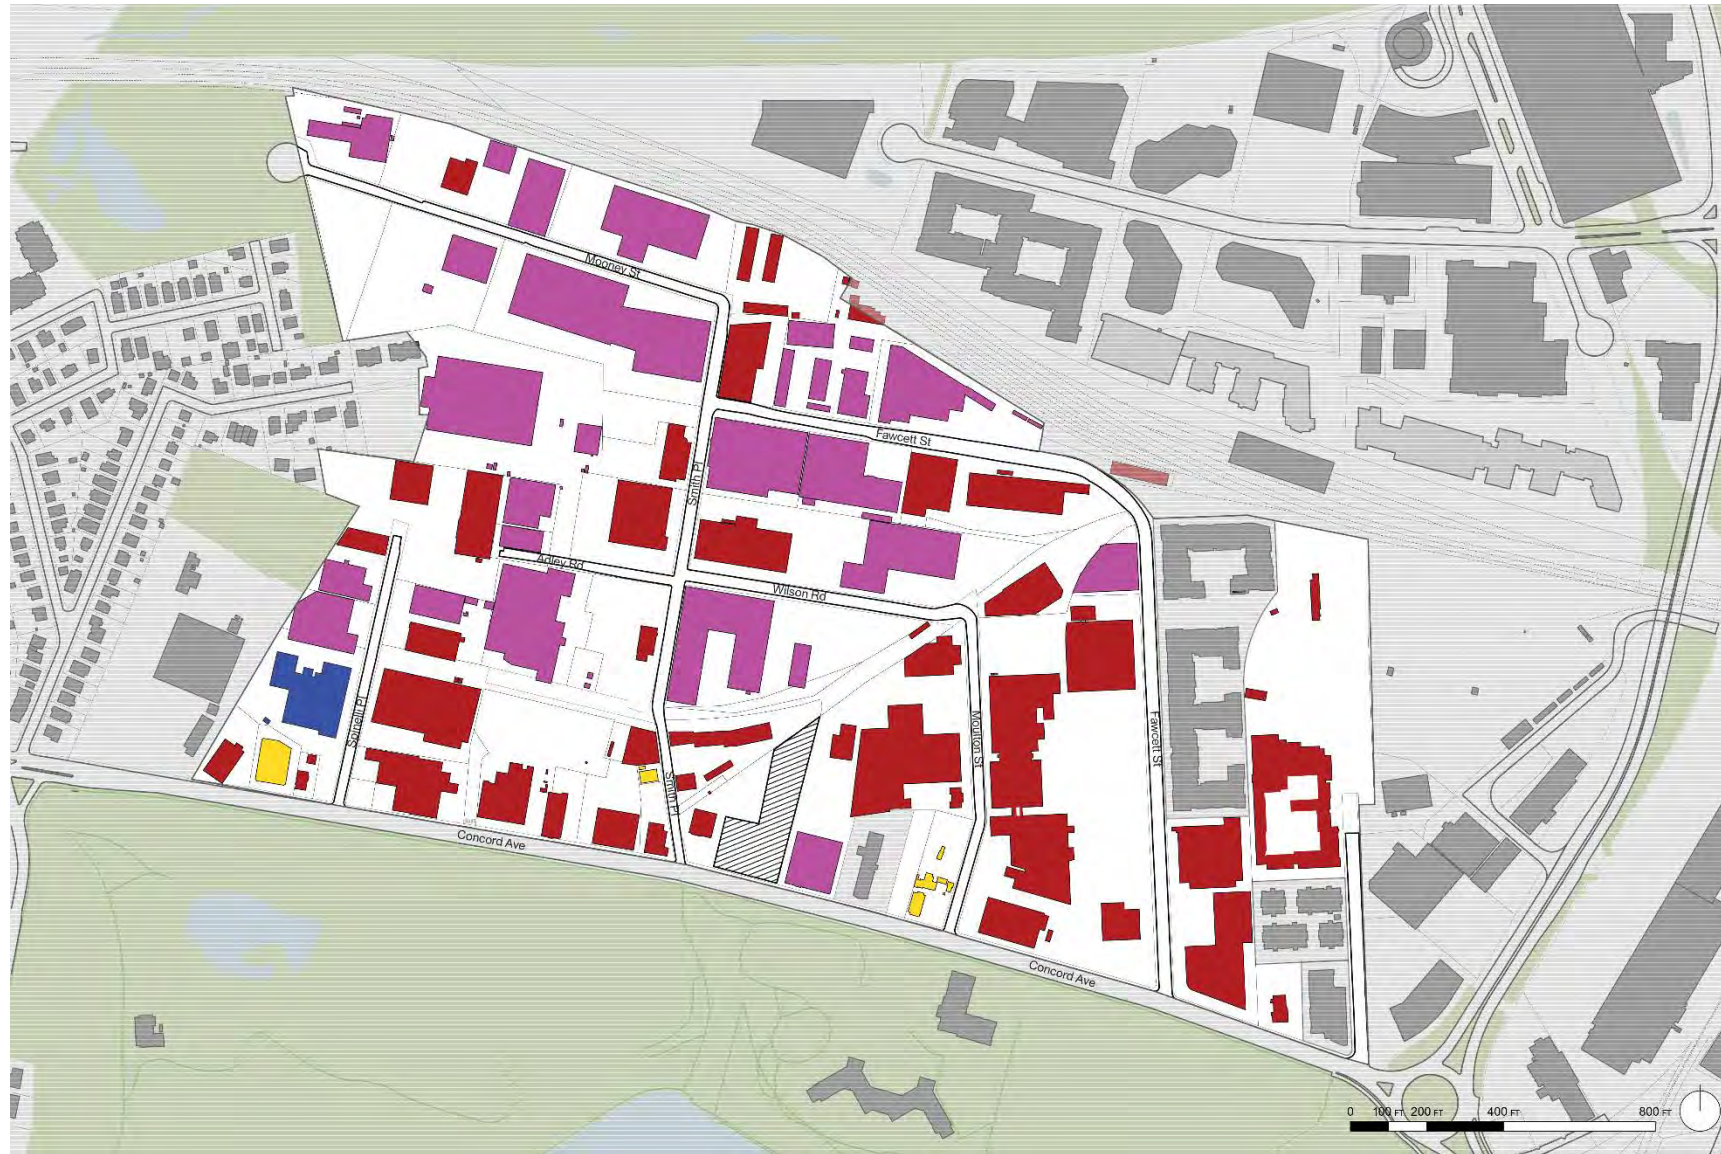 Mooney St
Fawcett St
Smith Pl
Adley Rd
Wilson Rd
Spinelli Pl
Moulton St
Fawcett St
Smith Pl
Concord Ave
Concord Ave
0 100 FT 200 FT 400 FT 800 FT